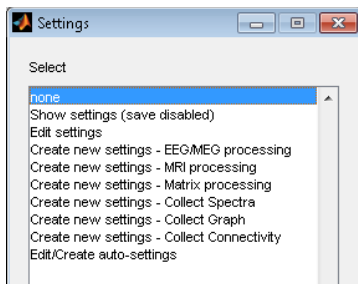 Settings
Select
none
Show settings (save disabled)
Edit settings
Create new settings - EEG/MEG processing
Create new settings - MRI processing
Create new settings - Matrix processing
Create new settings - Collect Spectra
Create new settings - Collect Graph
Create new settings - Collect Connectivity
Edit/Create auto-settings